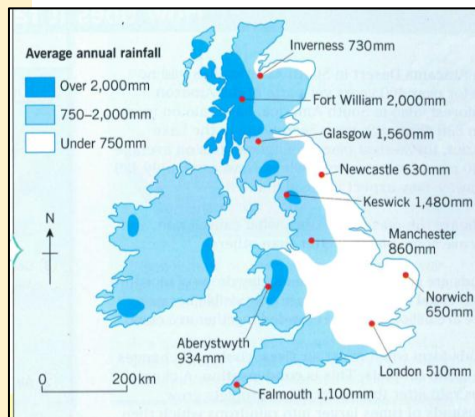 Average annual rainfall
Over 2,000mm
750–2,000mm
Under 750mm
Inverness 730mm
Fort William 2,000mm
Glasgow 1,560mm
Newcastle 630mm
Keswick 1,480mm
Manchester
860mm
Norwich
650mm
Aberystwyth
934mm
London 510mm
Falmouth 1,100mm
N
0 200km